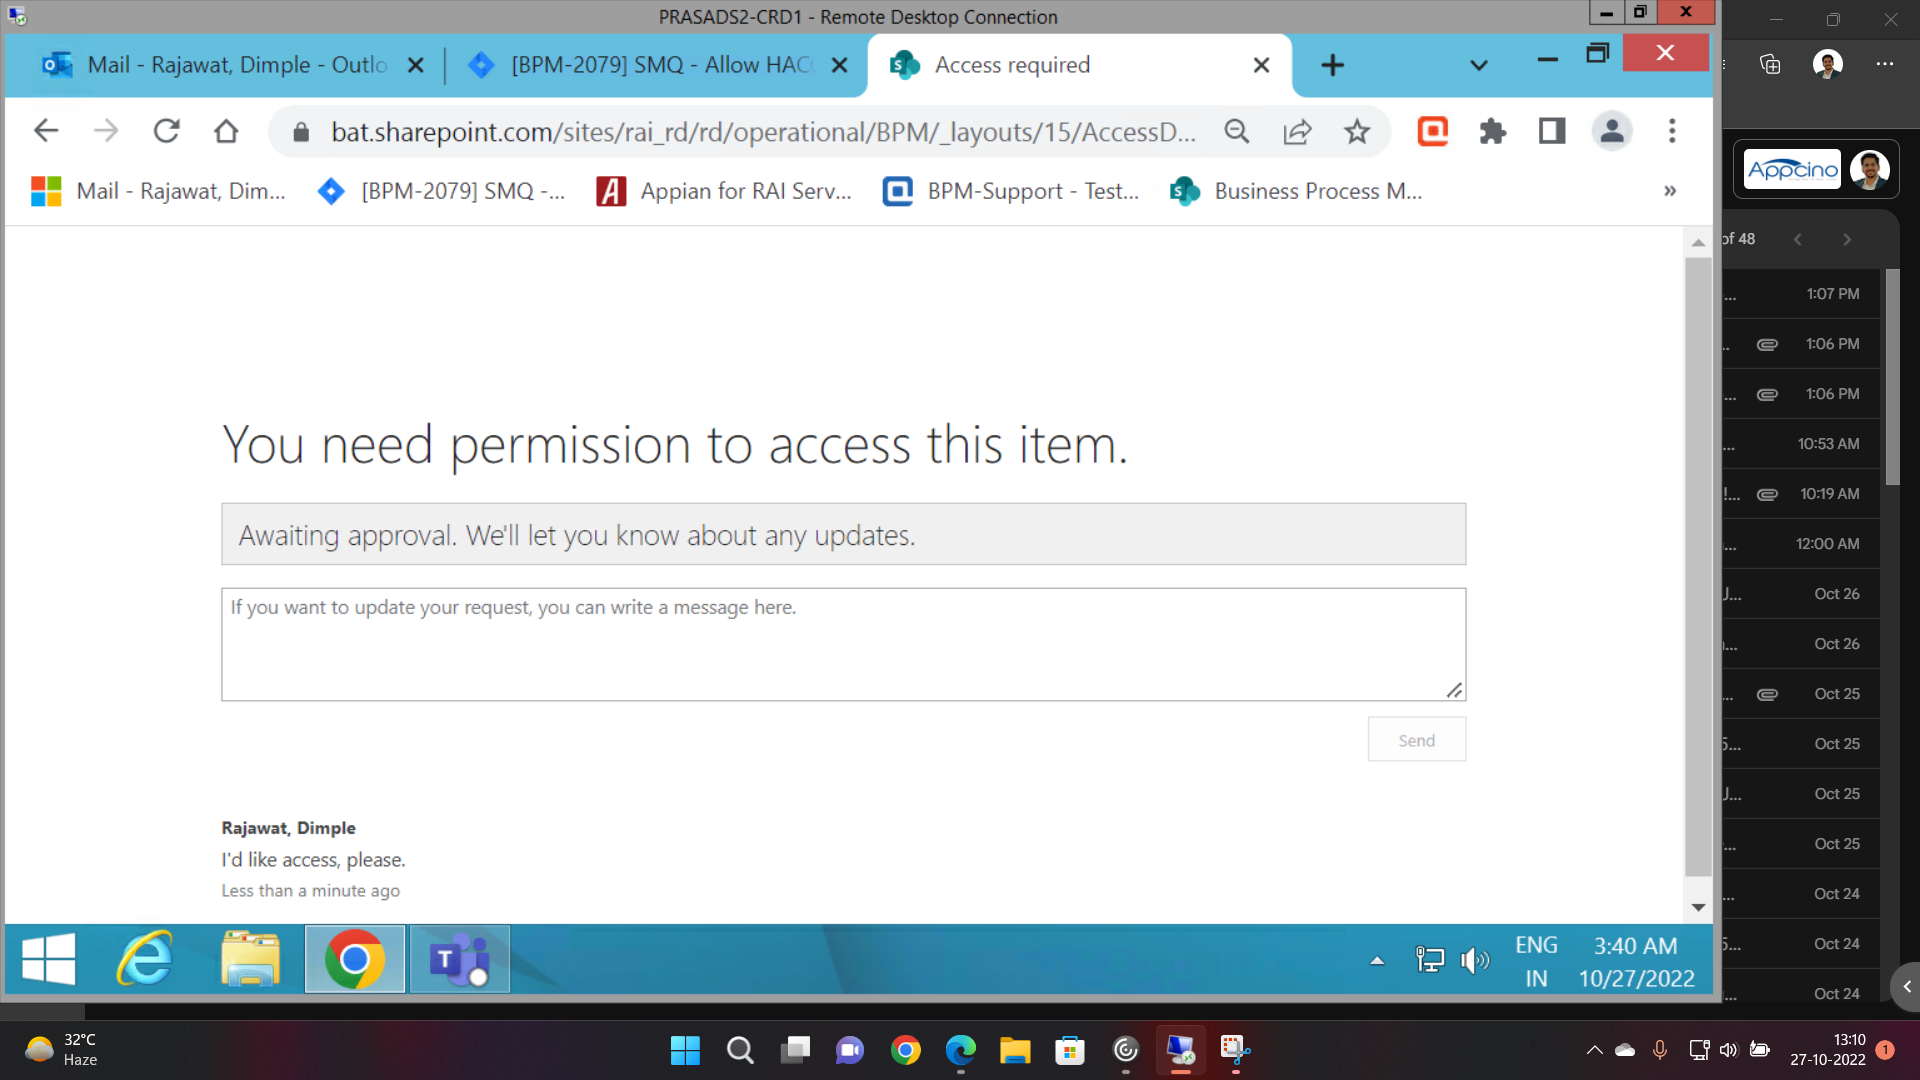 PRASADS2-CRD1 - Remote Desktop Connection
Mail - Rajawat, Dimple - Outlo
[BPM-2079] SMQ - Allow HAC
Access required
bat.sharepoint.com/sites/rai_rd/rd/operational/BPM/_layouts/15/AccessD...
Mail - Rajawat, Dim...
[BPM-2079] SMQ -...
Appian for RAI Serv...
BPM-Support - Test...
Business Process M...
»
Appcino
of 48
1:07 PM
1:06 PM
1:06 PM
10:53 AM
10:19 AM
12:00 AM
Oct 26
Oct 26
Oct 25
Oct 25
Oct 25
Oct 25
Oct 24
Oct 24
Oct 24
You need permission to access this item.
Awaiting approval. We'll let you know about any updates.
If you want to update your request, you can write a message here.
Send
Rajawat, Dimple
I'd like access, please.
Less than a minute ago
ENG
IN
3:40 AM
10/27/2022
32°C
Haze
13:10
27-10-2022
1